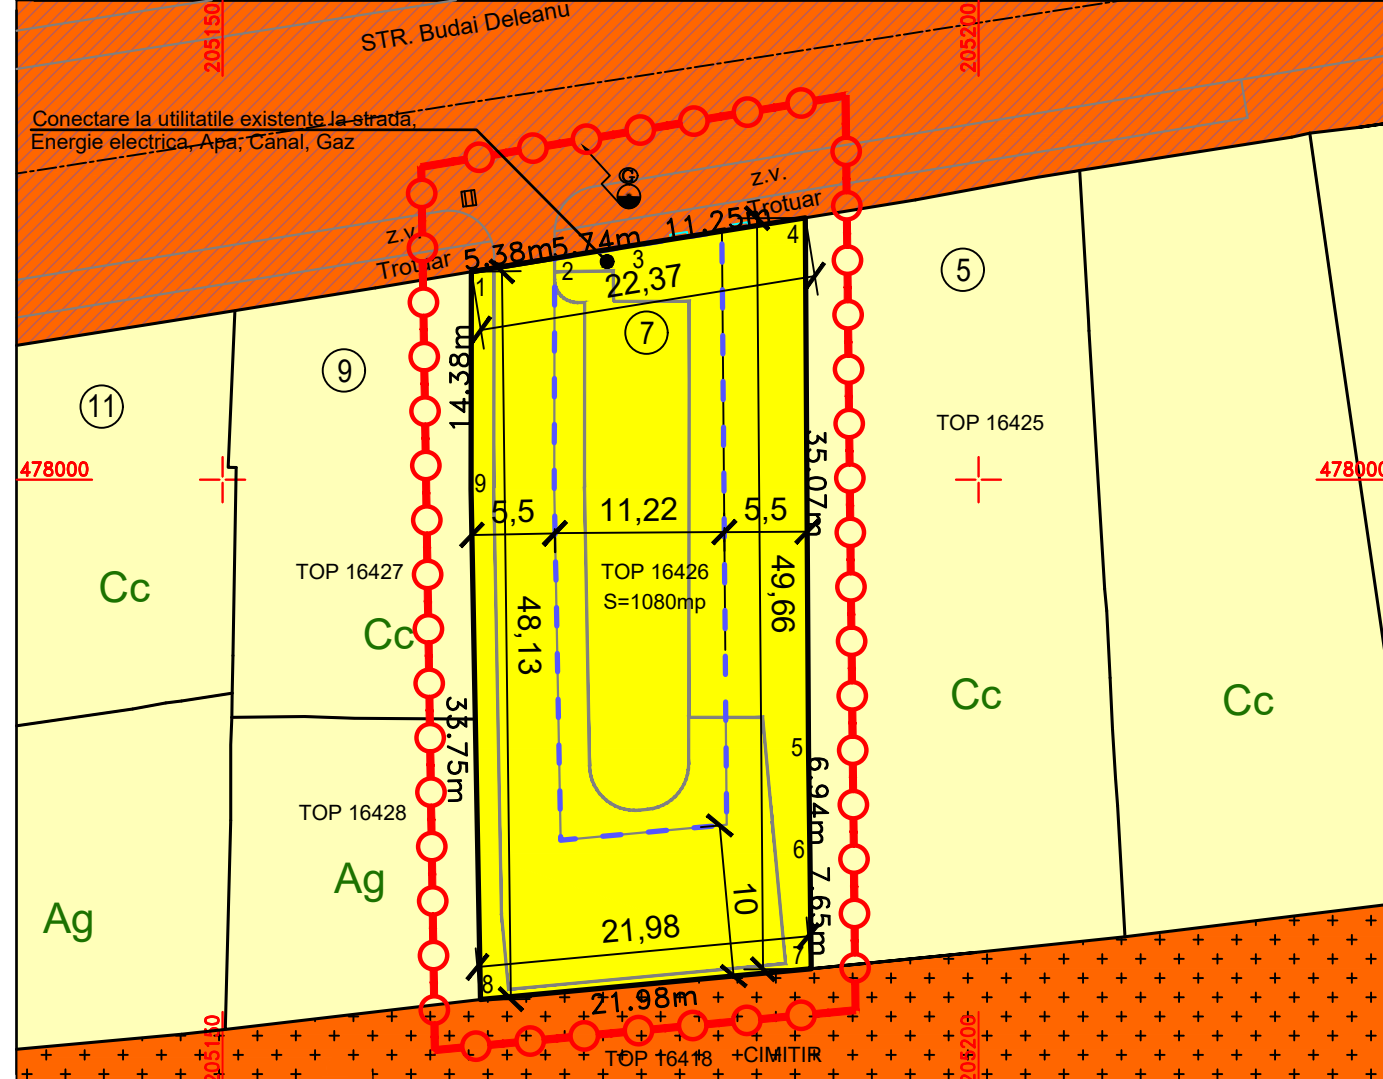 205150
STR. Budai Deleanu
205200
Conectare la utilitatile existente la strada,
Energie electrica, Apa, Canal, Gaz
G
z.v.
Trotuar
z.v.
Trotuar
5.38m
5.74m
11.25m
1
2
3
4
22,37
7
5
9
11
14.38m
TOP 16425
35.07m
478000
478000
9
5,5
11,22
5,5
TOP 16427
TOP 16426
S=1080mp
49,66
48,13
Cc
Cc
Cc
Cc
33.75m
5
6.94m
TOP 16428
6
7.65m
Ag
Ag
10
21,98
7
8
21.98m
205150
205200
TOP 16418
CIMITIR